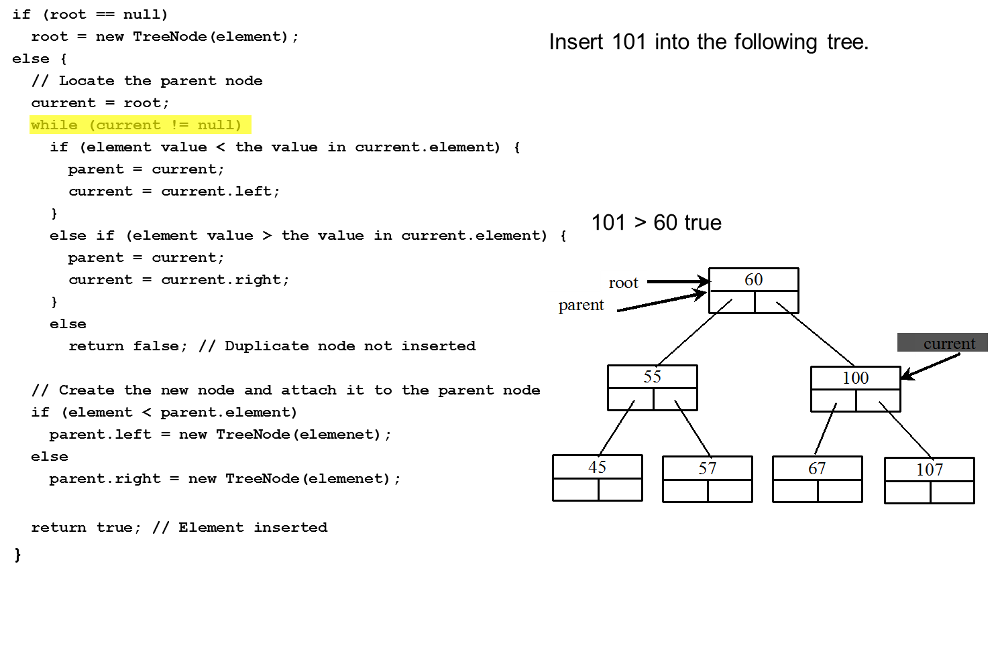 if (root == null)
root = new TreeNode(element);
else {
// Locate the parent node
current = root;
while (current != null)
if (element value < the value in current.element) {
parent = current;
current = current.left;
}
else if (element value > the value in current.element) {
parent = current;
current = current.right;
}
else
return false; // Duplicate node not inserted
// Create the new node and attach it to the parent node
if (element < parent.element)
parent.left = new TreeNode(elemenet);
else
parent.right = new TreeNode(elemenet);
return true; // Element inserted
}
Insert 101 into the following tree.
101 > 60 true
root
60
parent
current
55
100
45
57
67
107